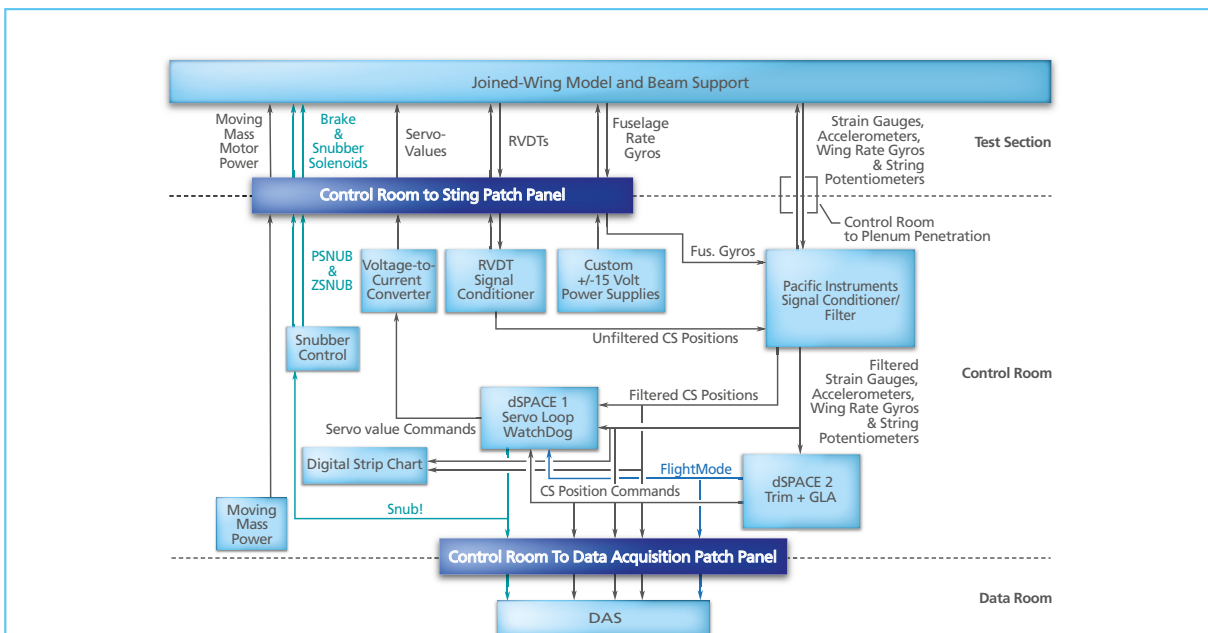 Joined-Wing Model and Beam Support
Moving
Mass
Motor
Power
Brake
&
Snubber
Solenoids
Servo-
Values
RVDTs
Fuselage
Rate
Gyros
Strain Gauges,
Accelerometers,
Wing Rate Gyros
& String
Potentiometers
Test Section
Control Room to Sting Patch Panel
Control Room
to Plenum Penetration
PSNUB
&
ZSNUB
Voltage-to-
Current
Converter
RVDT
Signal
Conditioner
Custom
+/-15 Volt
Power Supplies
Fus. Gyros
Pacific Instruments
Signal Conditioner/
Filter
Unfiltered CS Positions
Snubber
Control
Filtered
Strain Gauges,
Accelerometers,
Wing Rate Gyros
& String
Potentiometers
Control Room
dSPACE 1
Servo Loop
WatchDog
Filtered CS Positions
Servo value Commands
Digital Strip Chart
FlightMode
dSPACE 2
Trim + GLA
CS Position Commands
Moving
Mass
Power
Snub!
Control Room To Data Acquisition Patch Panel
Data Room
DAS